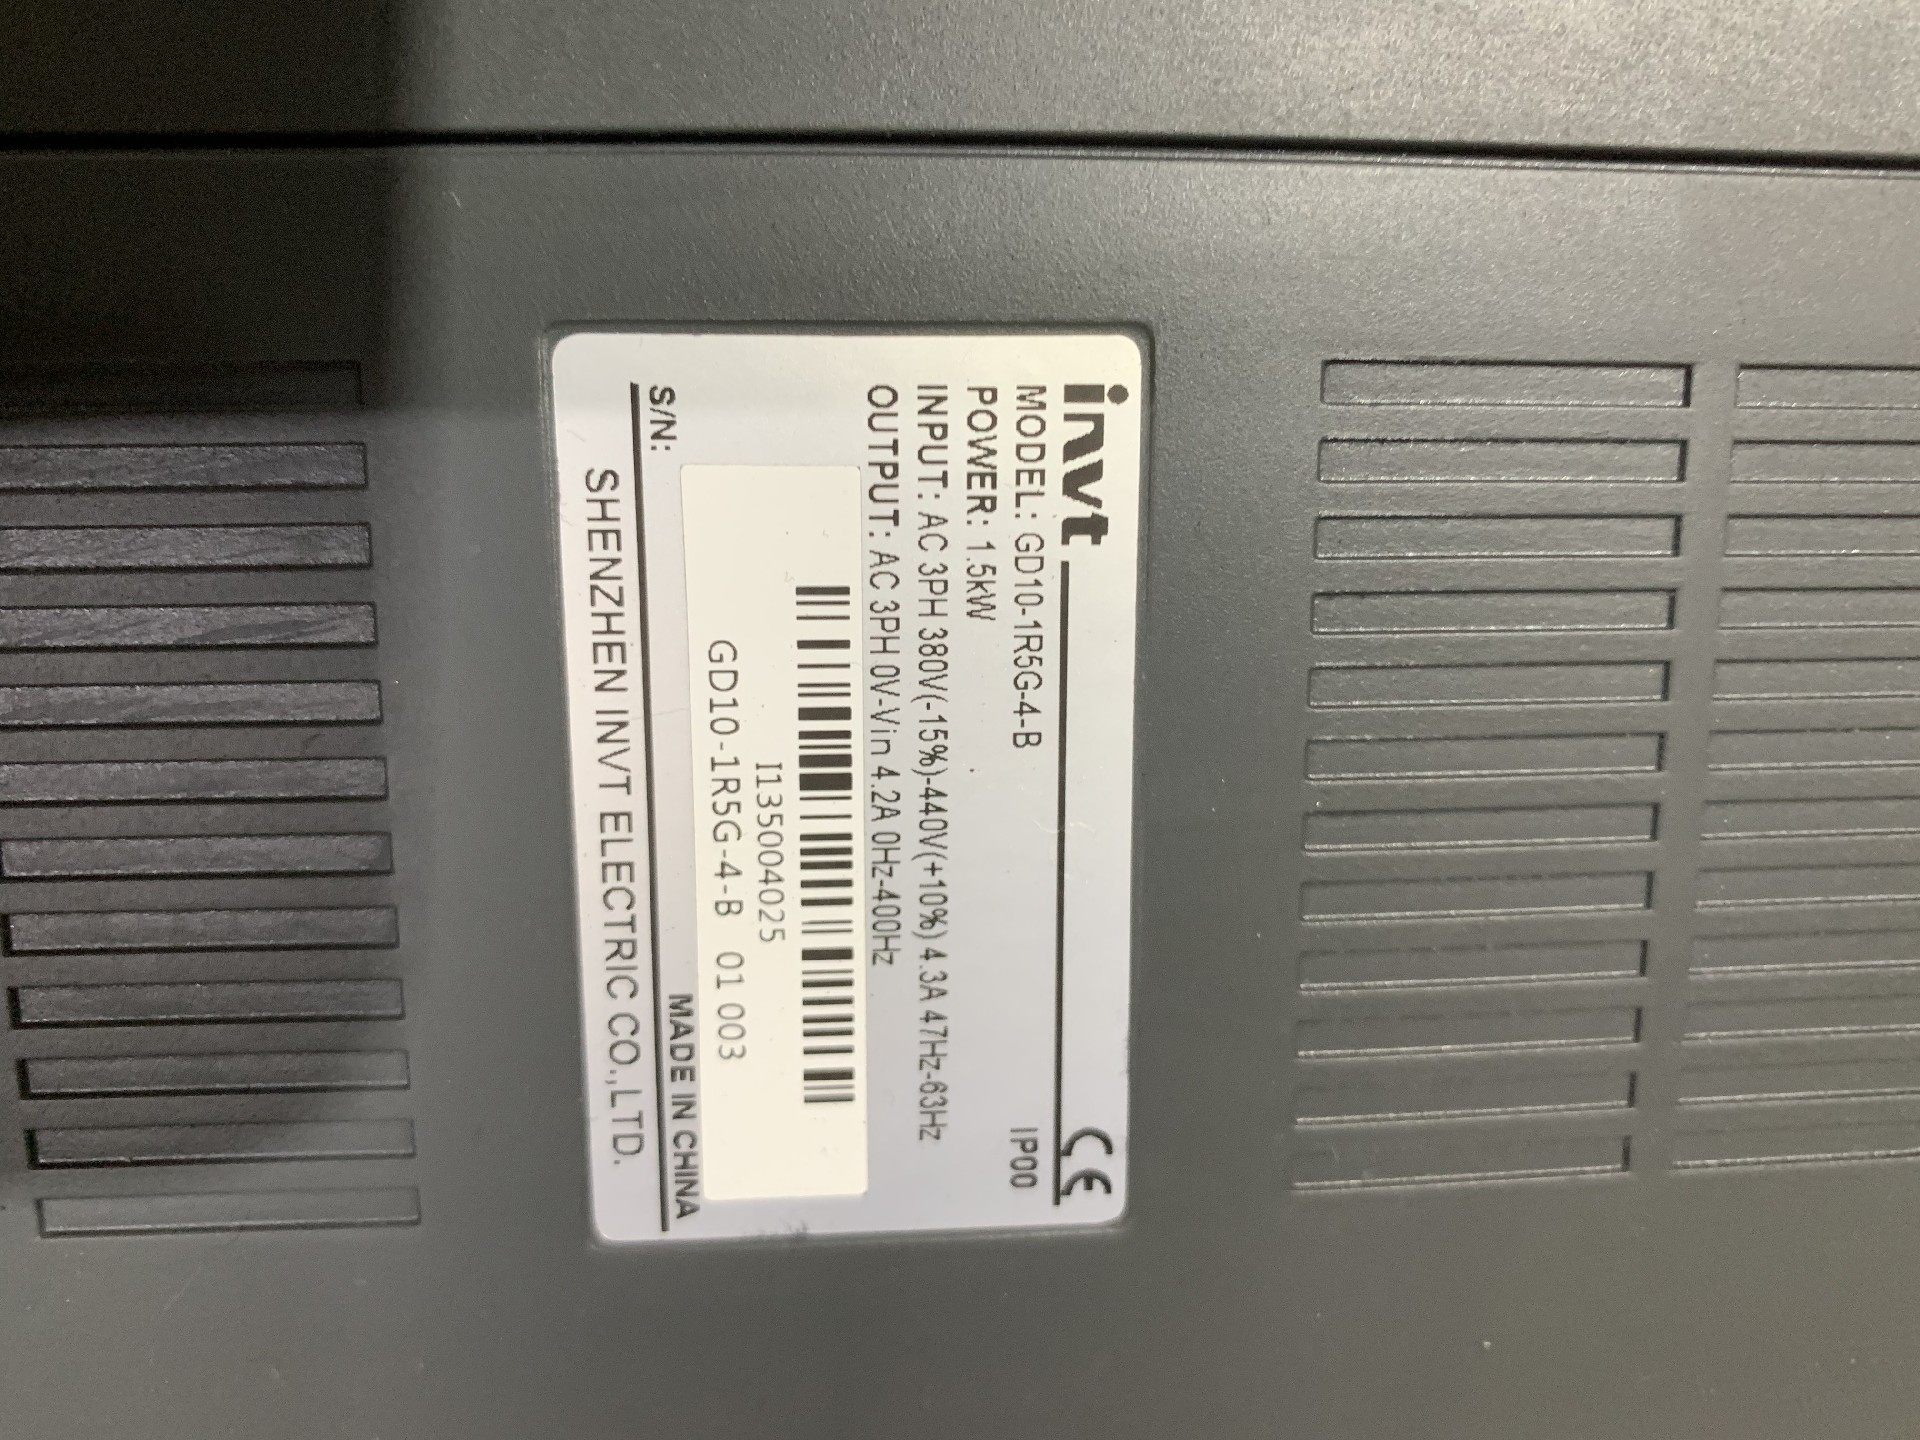 invt
CE
MODEL: GD10-1R5G-4-B
IP00
POWER: 1.5kW
INPUT: AC 3PH 380V(-15%)-440V(+10%) 4.3A 47Hz-63Hz
OUTPUT: AC 3PH 0V-Vin 4.2A 0Hz-400Hz
I135004025
GD10-1R5G-4-B 01 003
S/N:
MADE IN CHINA
SHENZHEN INVT ELECTRIC CO.,LTD.